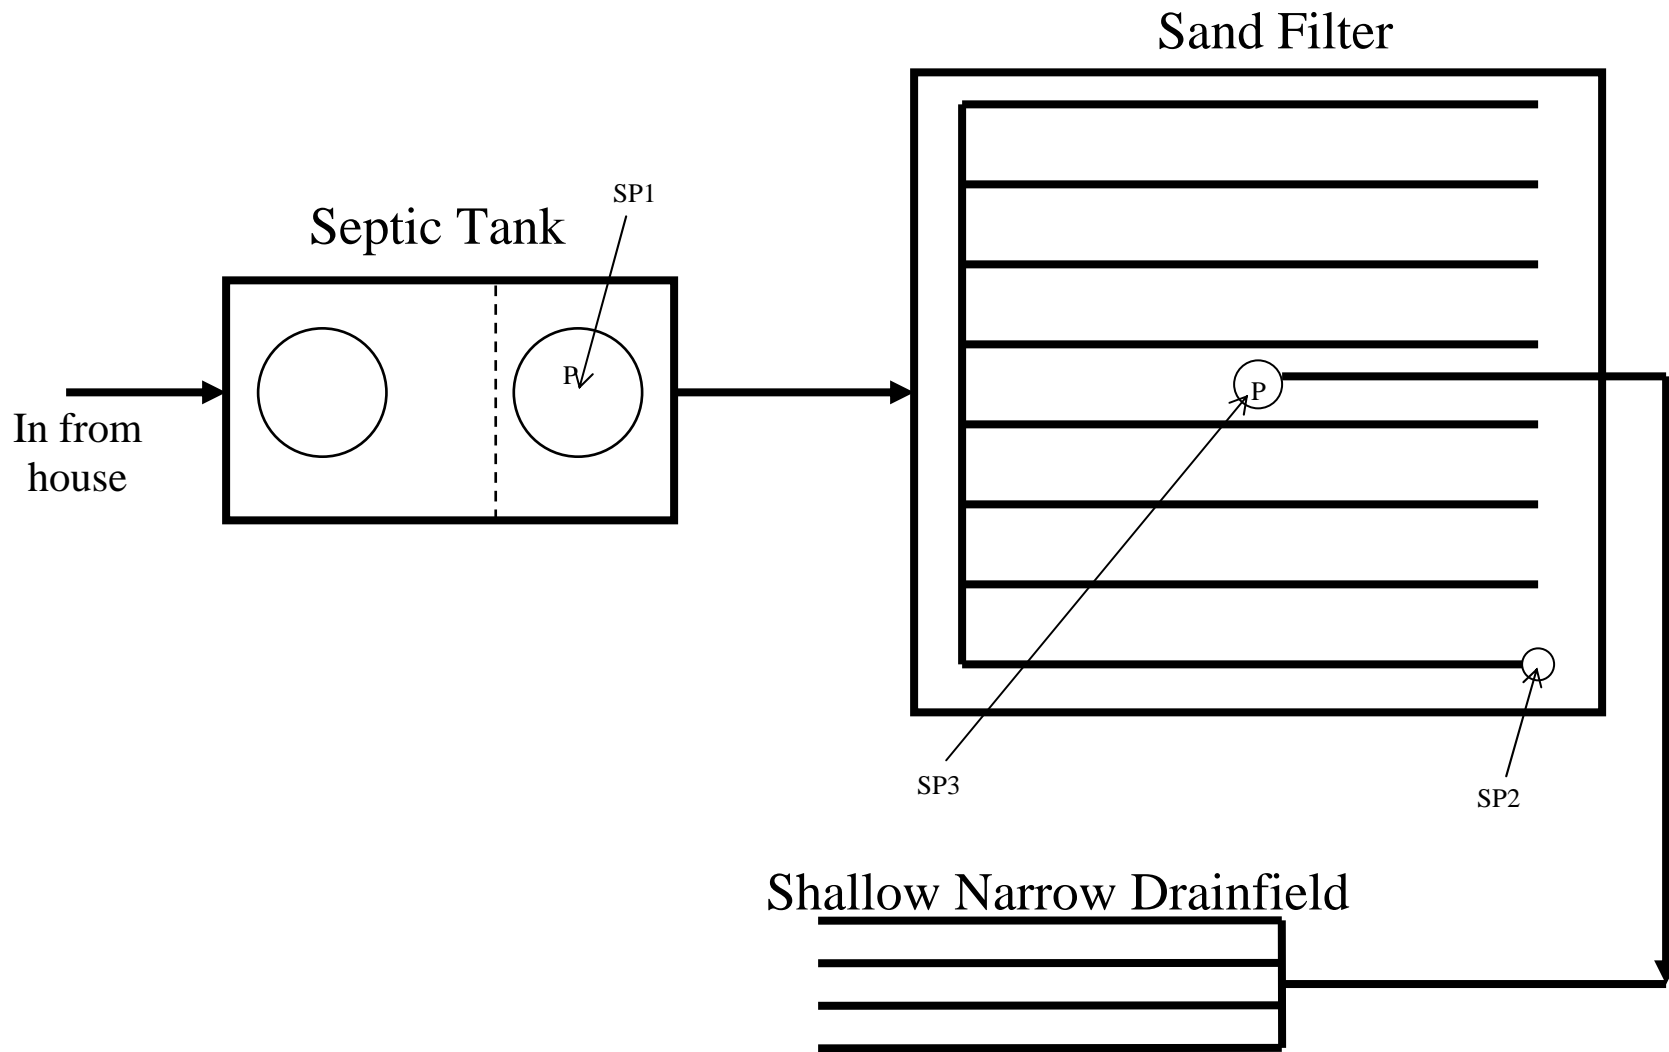 Sand Filter
SP1
Septic Tank
P
P
In from
house
SP3
SP2
Shallow Narrow Drainfield